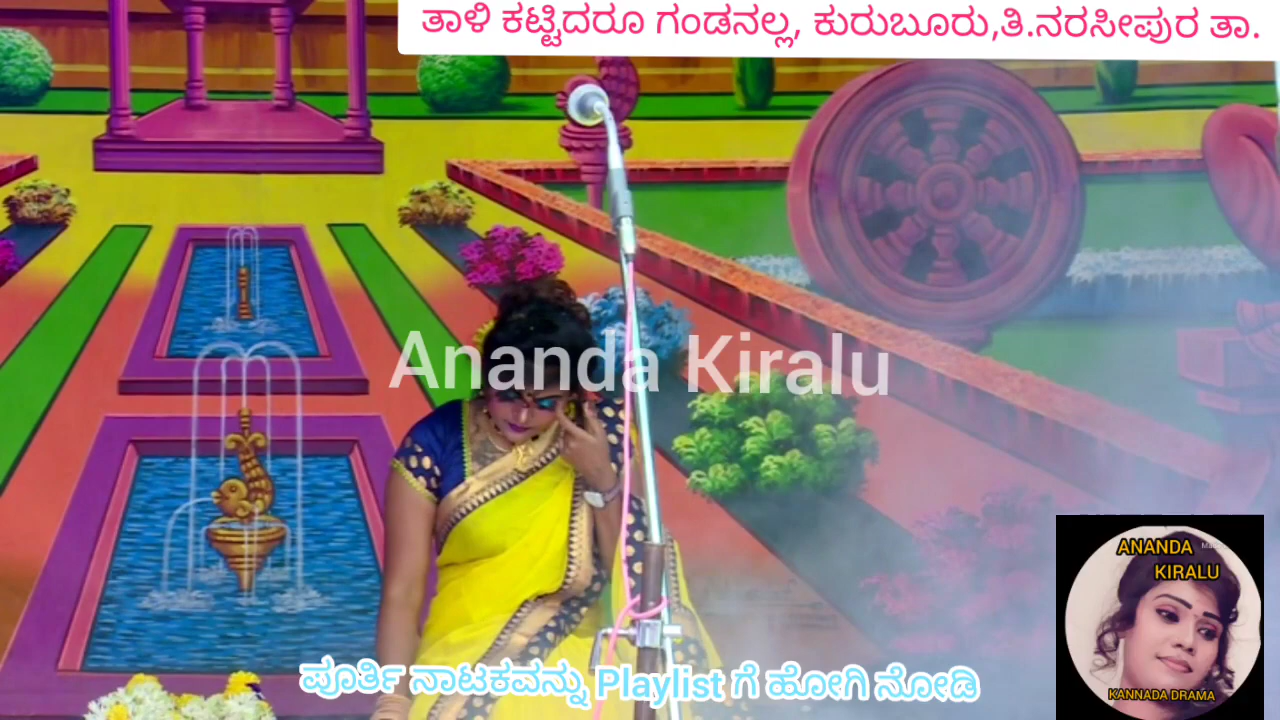 ತಾಳಿ ಕಟ್ಟಿದರೂ ಗಂಡನಲ್ಲ, ಕುರುಬೂರು,ತಿ.ನರಸೀಪುರ ತಾ.
Ananda Kiralu
ANANDA
KIRALU
KANNADA DRAMA
ಪೂರ್ತಿ ನಾಟಕವನ್ನು Playlist ಗೆ ಹೋಗಿ ನೋಡಿ